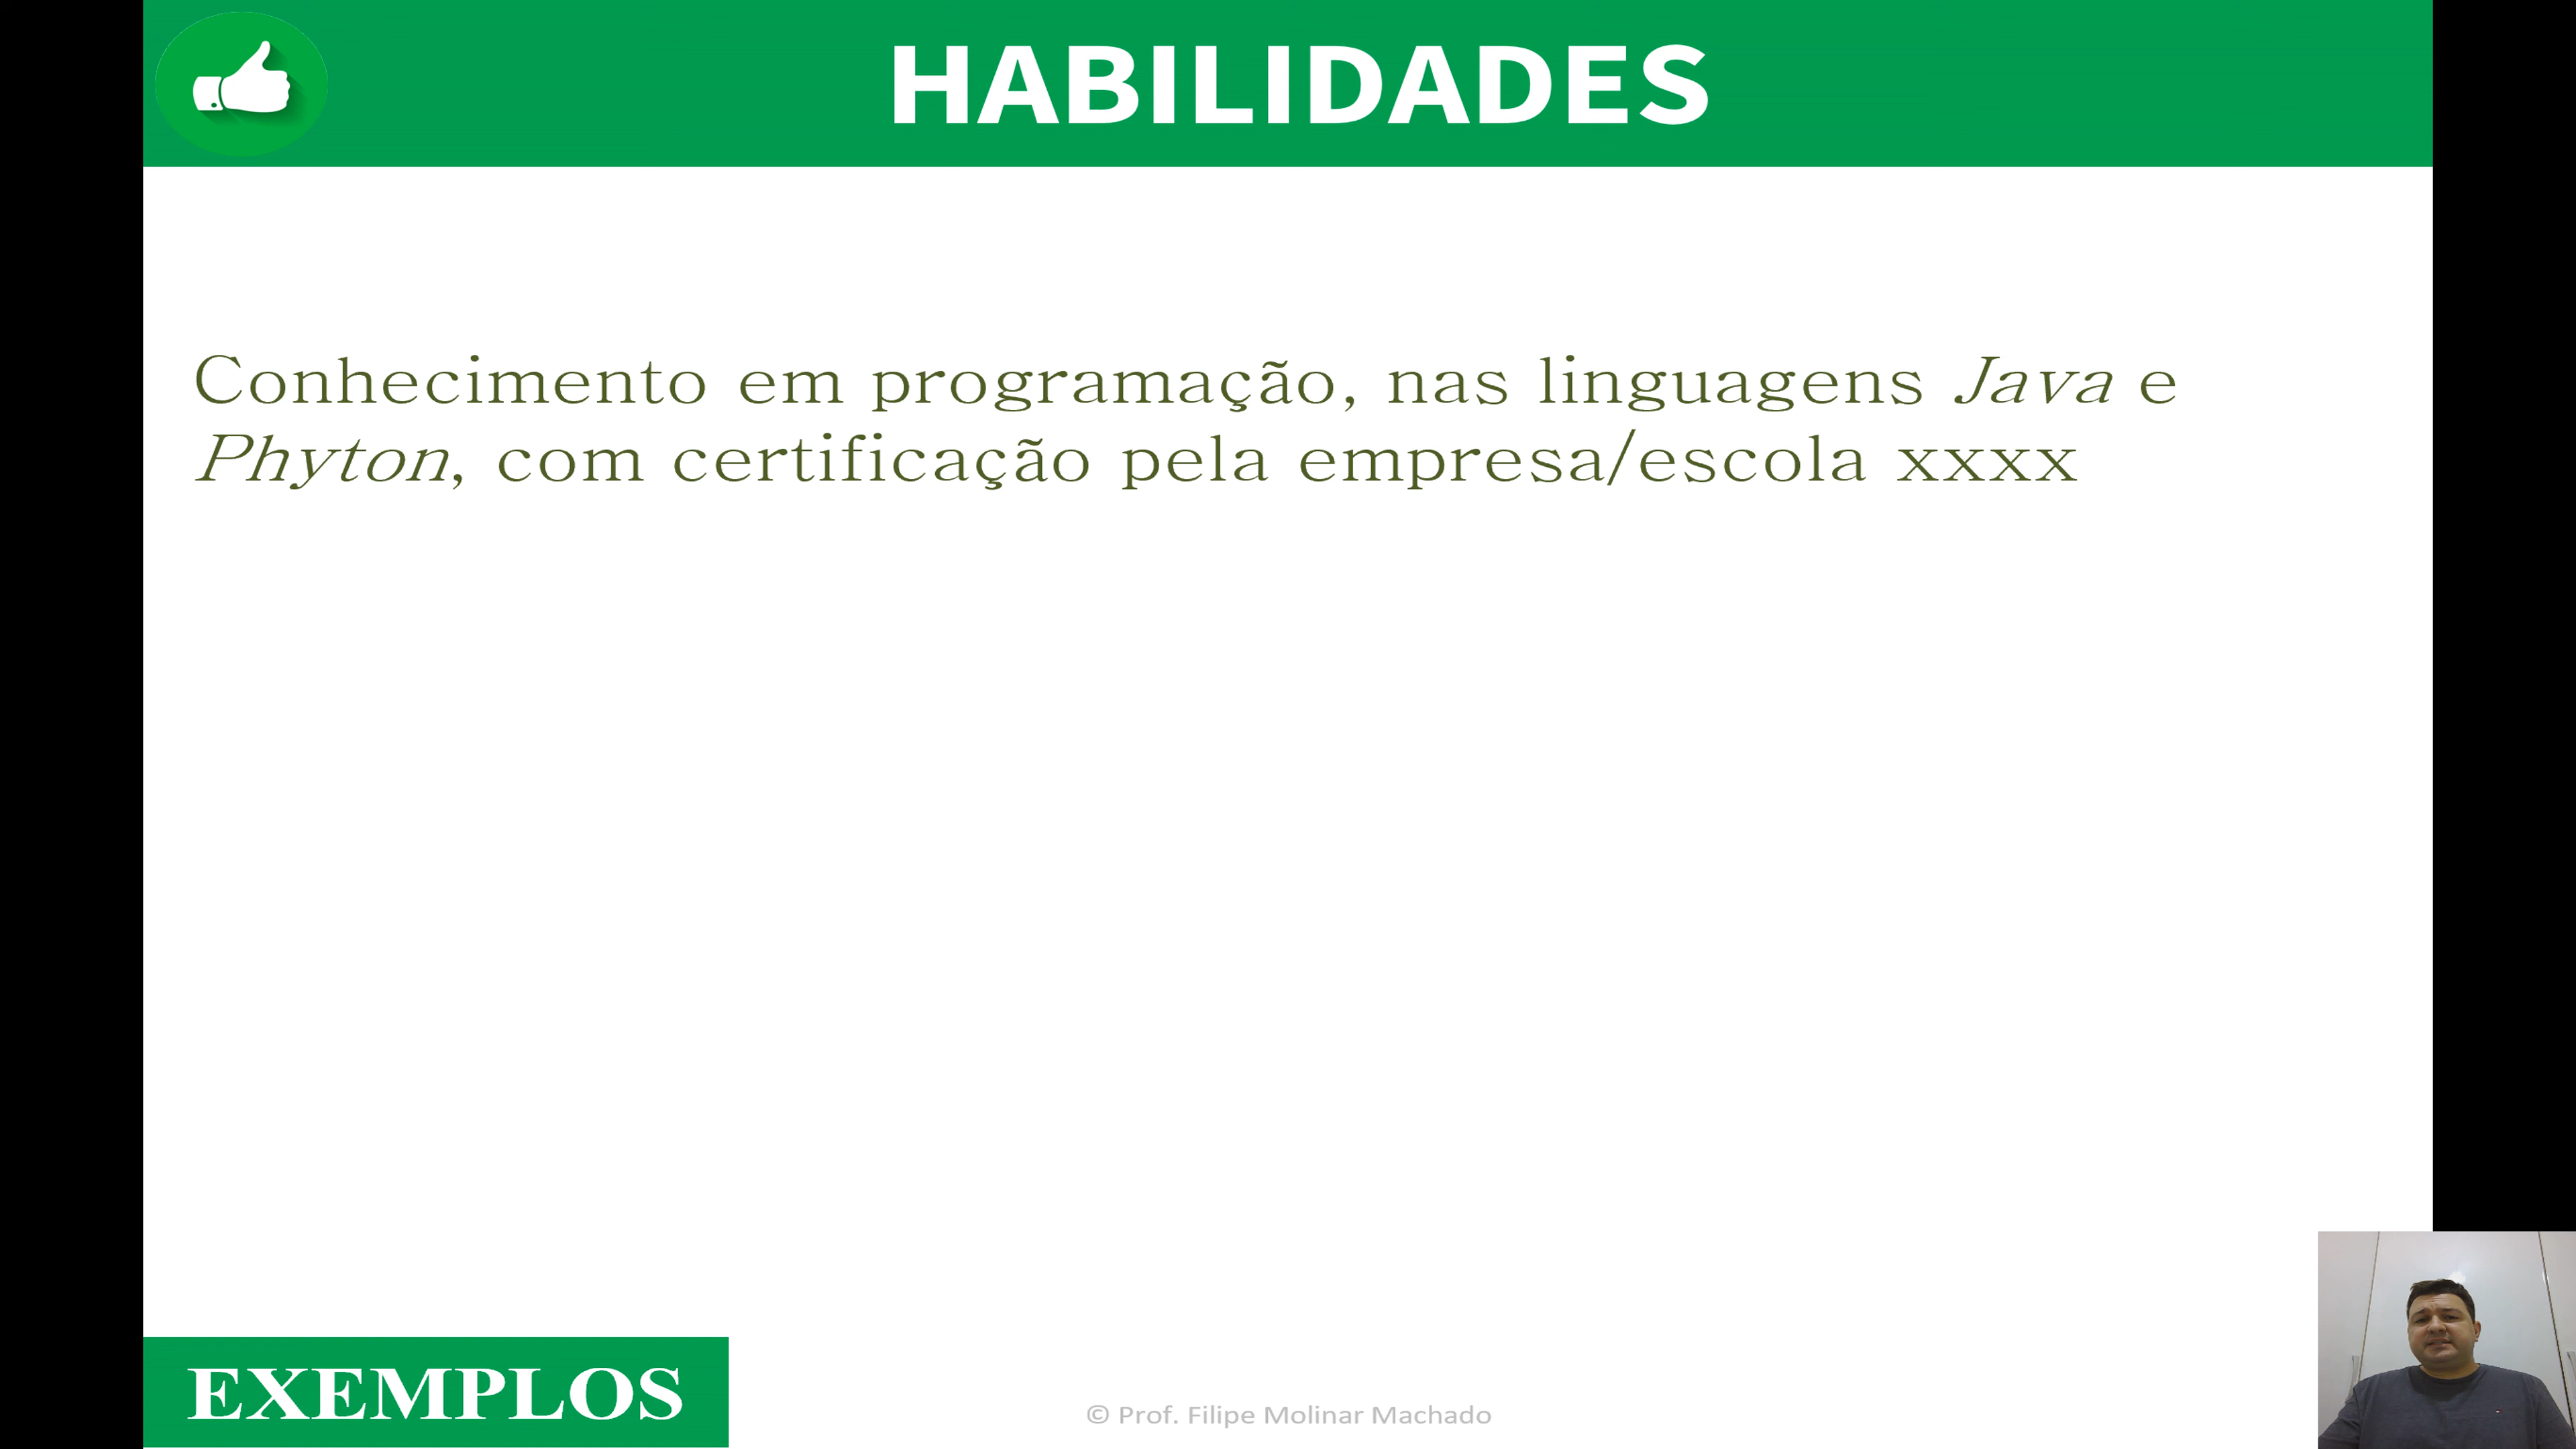 HABILIDADES
Conhecimento em programação, nas linguagens Java e
Phyton, com certificação pela empresa/escola xxxx
EXEMPLOS
© Prof. Filipe Molinar Machado